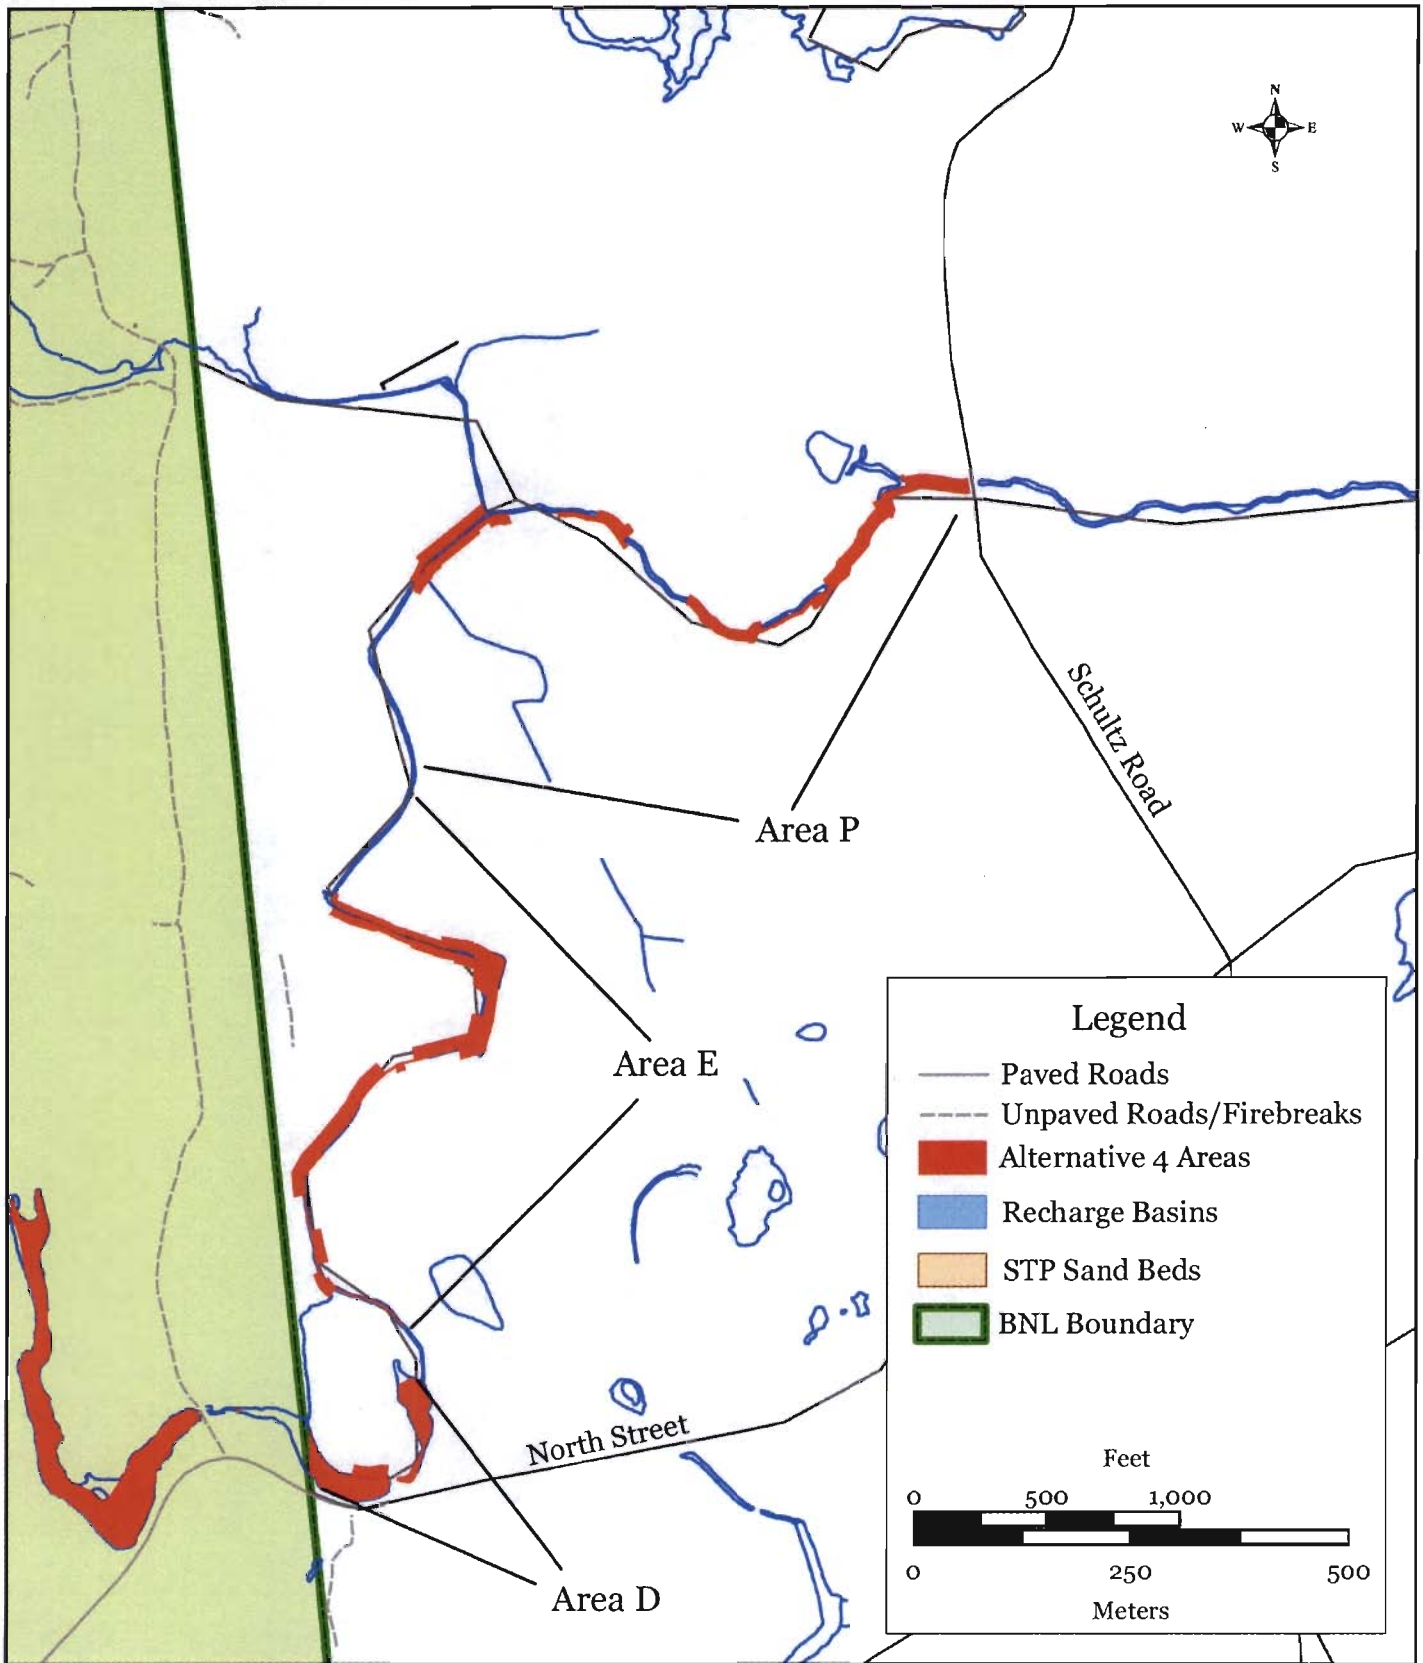 N
W E
S
Schultz Road
Area P
Area E
North Street
Area D
Legend
Paved Roads
Unpaved Roads/Firebreaks
Alternative 4 Areas
Recharge Basins
STP Sand Beds
BNL Boundary
Feet
0 500 1,000
0 250 500
Meters